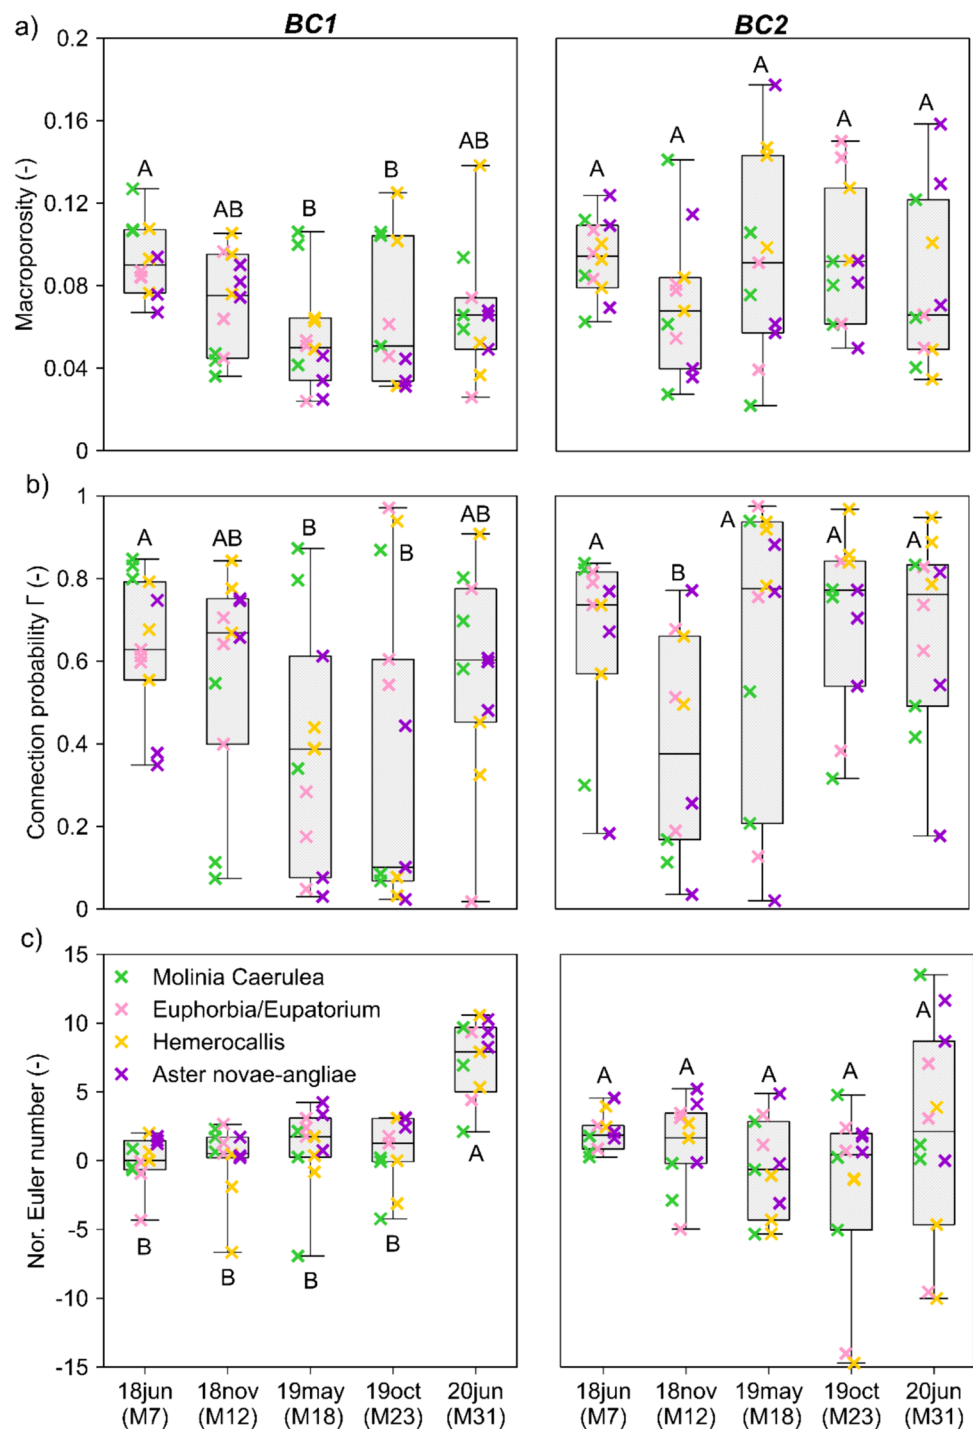 a)
BC1
BC2
Macroporosity (-)
0.2
0.16
0.12
0.08
0.04
0
A
AB
B
B
AB
A
A
A
A
A
b)
Connection probability Γ (-)
1
0.8
0.6
0.4
0.2
0
A
AB
B
B
AB
A
B
A
A
A
c)
Nor. Euler number (-)
15
10
5
0
-5
-10
-15
Molinia Caerulea
Euphorbia/Eupatorium
Hemerocallis
Aster novae-angliae
B
B
B
B
A
A
A
A
A
A
18jun
(M7)
18nov
(M12)
19may
(M18)
19oct
(M23)
20jun
(M31)
18jun
(M7)
18nov
(M12)
19may
(M18)
19oct
(M23)
20jun
(M31)